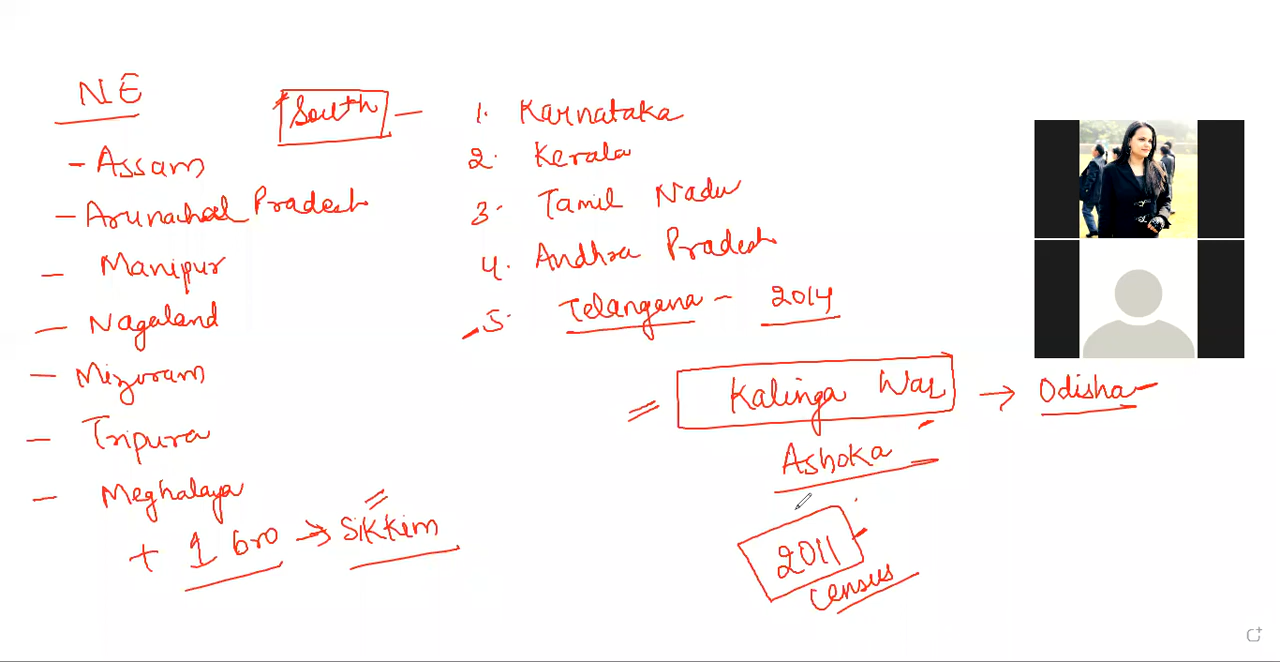 NE
- Assam
- Arunachal Pradesh
- Manipur
- Nagaland
- Mizoram
- Tripura
- Meghalaya
+ 1 bro → Sikkim
South -
1. Karnataka
2. Kerala
3. Tamil Nadu
4. Andhra Pradesh
5. Telangana - 2014
= Kalinga War → Odisha
Ashoka
2011
Census